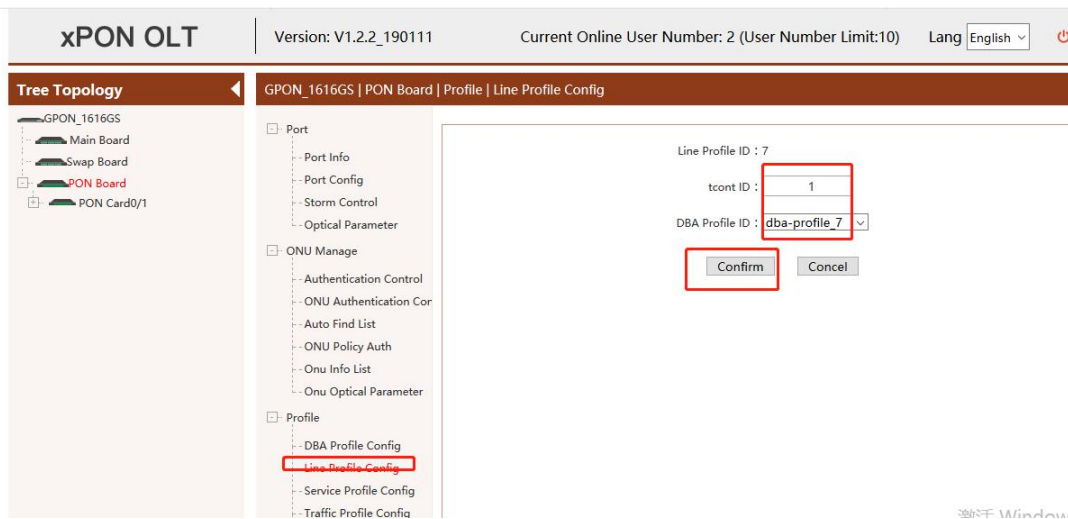 xPON OLT
Version: V1.2.2_190111
Current Online User Number: 2 (User Number Limit:10)
Lang English
Tree Topology
GPON_1616GS
Main Board
Swap Board
PON Board
PON Card0/1
GPON_1616GS | PON Board | Profile | Line Profile Config
Port
Port Info
Port Config
Storm Control
Optical Parameter
ONU Manage
Authentication Control
ONU Authentication Cor
Auto Find List
ONU Policy Auth
Onu Info List
Onu Optical Parameter
Profile
DBA Profile Config
Line Profile Config
Service Profile Config
Traffic Profile Config
Line Profile ID : 7
tcont ID : 1
DBA Profile ID : dba-profile_7
Confirm Concel
激活 Window